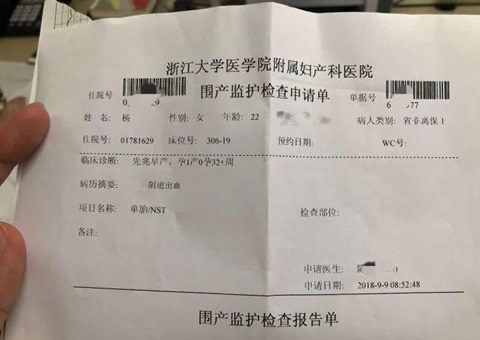 浙江大学医学院附属妇产科医院
围产监护检查申请单
住院号 0 9 单据号 6 77
姓 名 杨 性别: 女 年龄: 22 病人类别: 省非离保1
住院号: 01781629 床位号: 306-19 预约日期: WC号:
临床诊断: 先兆早产, 孕1产0孕32+周
病历摘要: 阴道出血
项目名称: 单胎/NST 检查部位:
备注:
申请医生:
申请日期: 2018-9-9 08:52:48
围产监护检查报告单